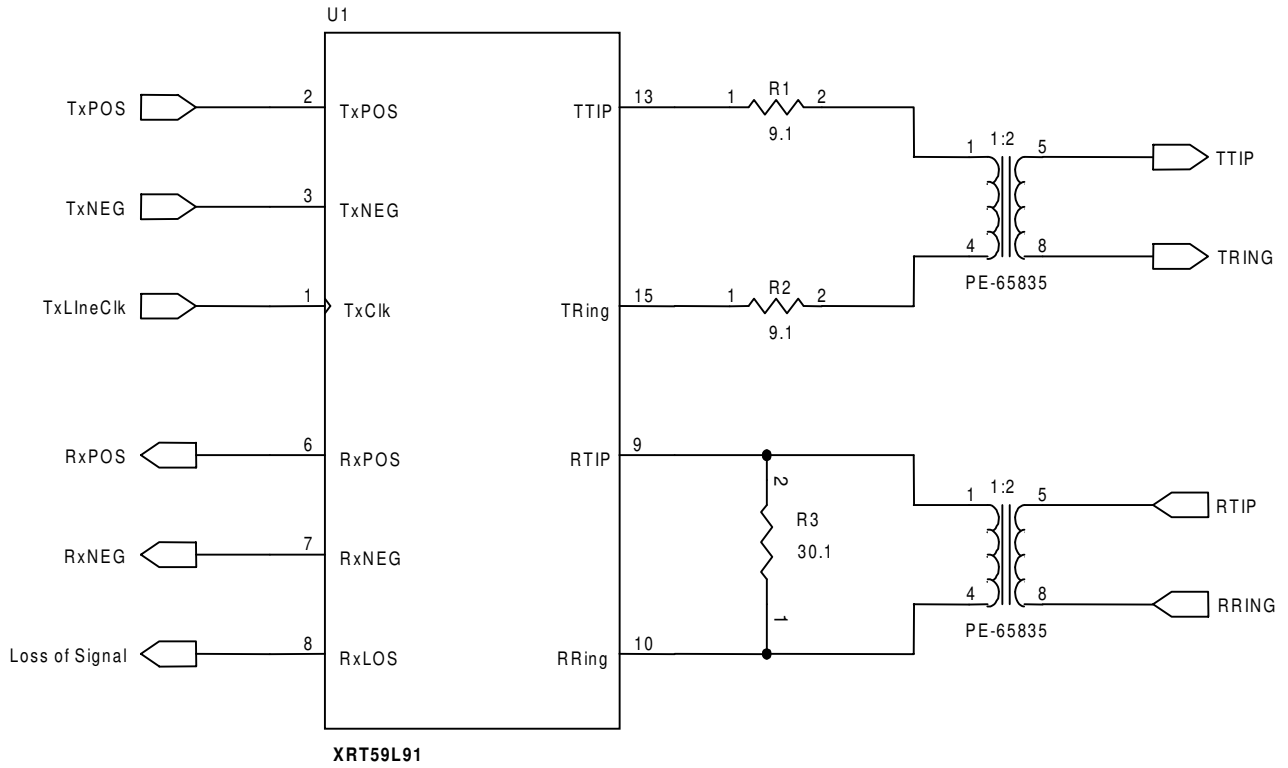 U1
TxPOS
2
TxPOS
TTIP
13
1
R1
2
9.1
1:2
1
5
TTIP
TxNEG
3
TxNEG
4
8
TRING
PE-65835
TxLIneClk
1
TxClk
TRing
15
1
R2
2
9.1
RxPOS
6
RxPOS
RTIP
9
2
R3
30.1
1
1:2
1
5
RTIP
RxNEG
7
RxNEG
4
8
RRING
PE-65835
Loss of Signal
8
RxLOS
RRing
10
XRT59L91